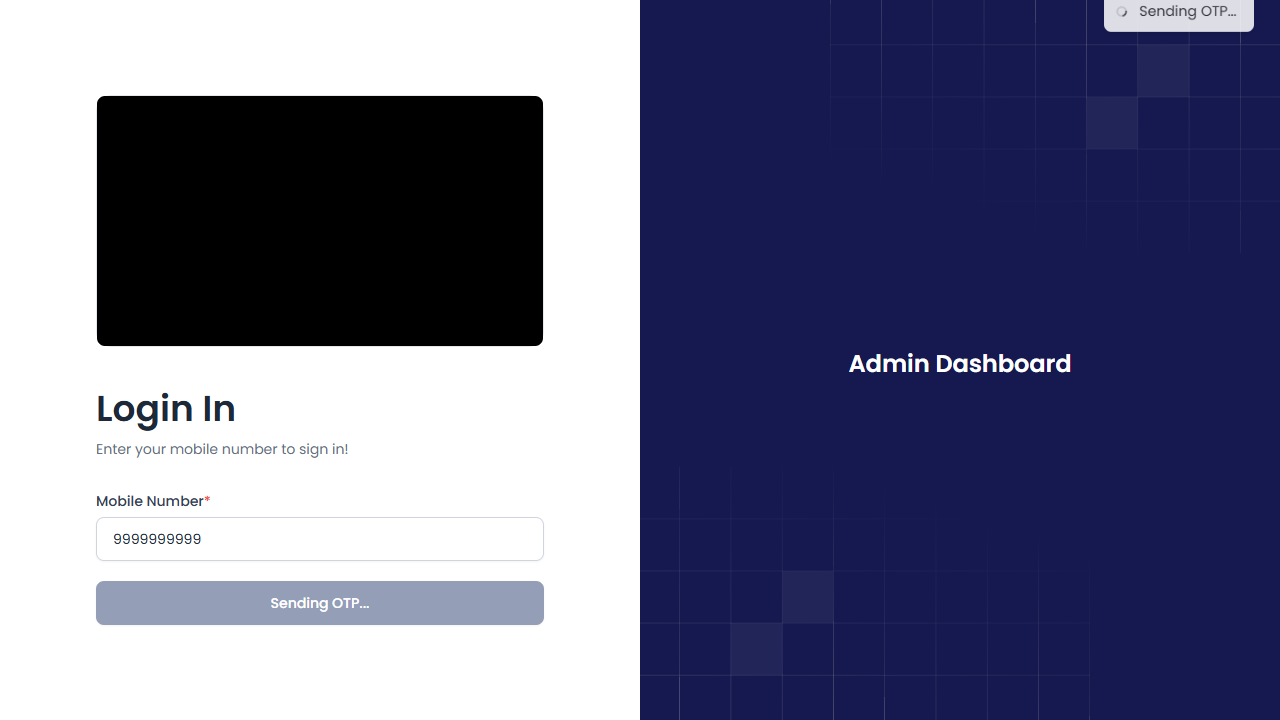 Sending OTP...
Login In
Enter your mobile number to sign in!
Mobile Number*
9999999999
Sending OTP...
Admin Dashboard